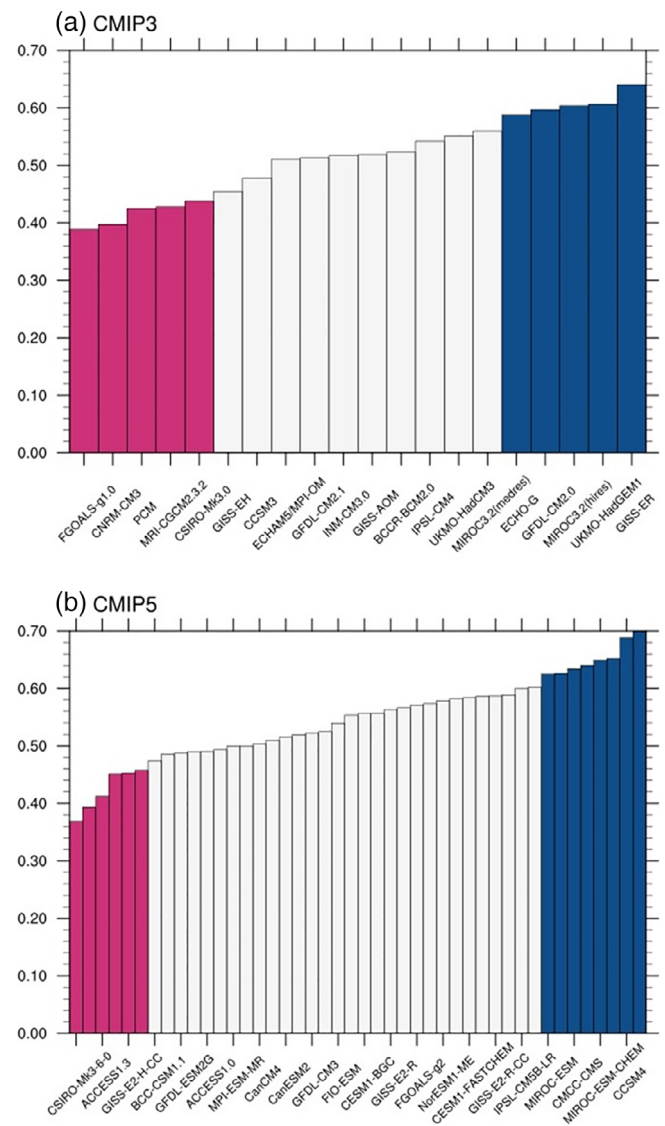 (a) CMIP3
0.70
0.60
0.50
0.40
0.30
0.20
0.10
0.00
FGOALS-g1.0
CNRM-CM3
PCM
MRI-CGCM2.3.2
CSIRO-Mk3.0
GISS-EH
CCSM3
ECHAM5/MPI-OM
GFDL-CM2.1
INM-CM3.0
GISS-AOM
BCCR-BCM2.0
IPSL-CM4
UKMO-HadCM3
MIROC3.2(medres)
ECHO-G
GFDL-CM2.0
MIROC3.2(hires)
UKMO-HadGEM1
GISS-ER
(b) CMIP5
0.70
0.60
0.50
0.40
0.30
0.20
0.10
0.00
CSIRO-Mk3-6-0
ACCESS1.3
GISS-E2-H-CC
BCC-CSM1.1
GFDL-ESM2G
ACCESS1.0
MPI-ESM-MR
CanCM4
CanESM2
GFDL-CM3
FIO-ESM
CESM1-BGC
GISS-E2-R
FGOALS-g2
NorESM1-ME
CESM1-FASTCHEM
GISS-E2-R-CC
IPSL-CM5B-LR
MIROC-ESM
CMCC-CMS
MIROC-ESM-CHEM
CCSM4